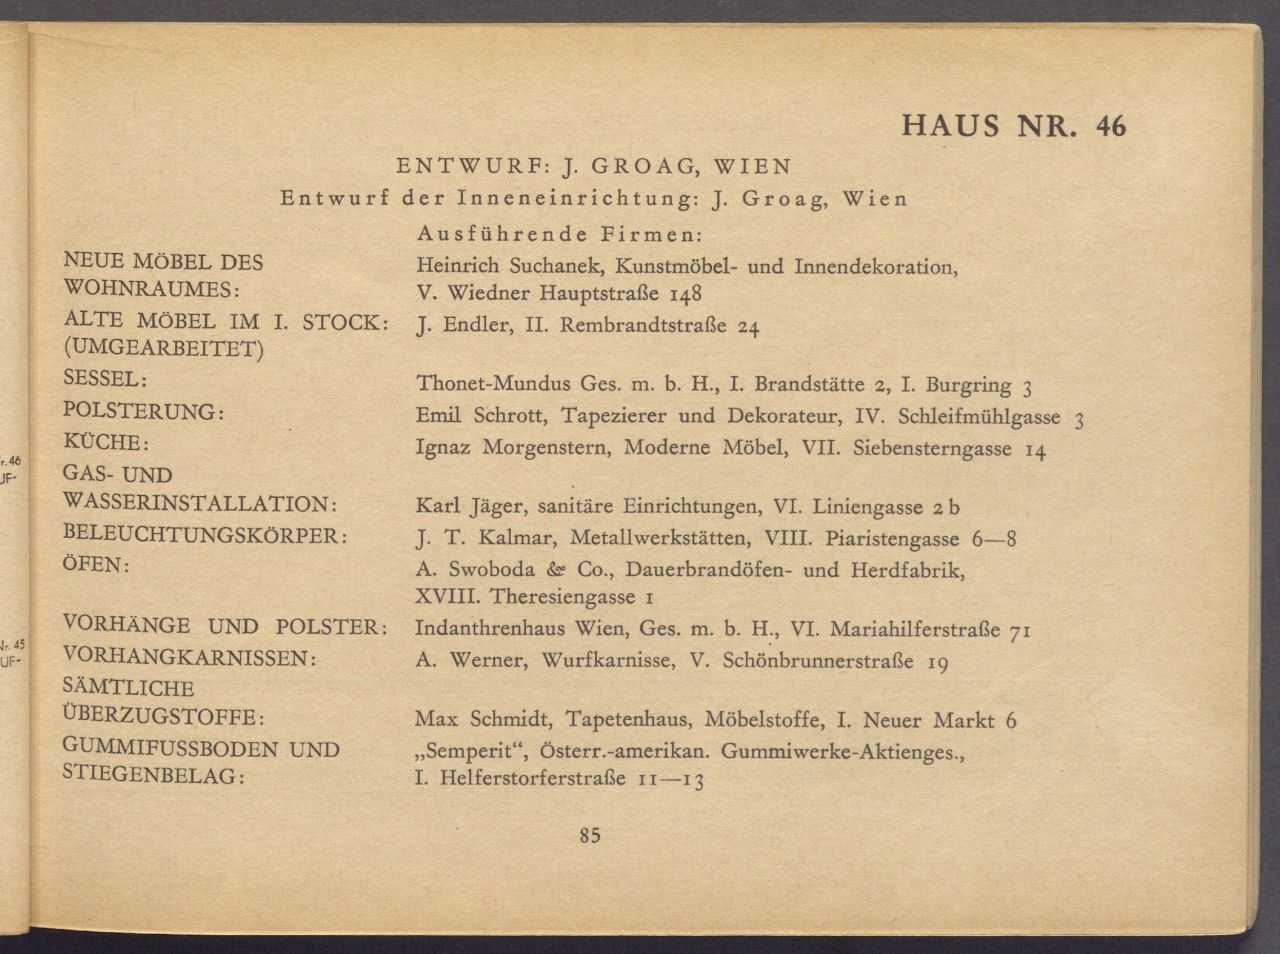 HAUS NR. 46
ENTWURF: J. GROAG, WIEN
Entwurf der Inneneinrichtung: J. Groag, Wien
Ausführende Firmen:
NEUE MÖBEL DES
WOHNRAUMES:
Heinrich Suchanek, Kunstmöbel- und Innendekoration,
V. Wiedner Hauptstraße 148
ALTE MÖBEL IM I. STOCK: J. Endler, II. Rembrandtstraße 24
(UMGEARBEITET)
SESSEL: Thonet-Mundus Ges. m. b. H., I. Brandstätte 2, I. Burgring 3
POLSTERUNG: Emil Schrott, Tapezierer und Dekorateur, IV. Schleifmühlgasse 3
KÜCHE: Ignaz Morgenstern, Moderne Möbel, VII. Siebensterngasse 14
GAS- UND
WASSERINSTALLATION: Karl Jäger, sanitäre Einrichtungen, VI. Liniengasse 2 b
BELEUCHTUNGSKÖRPER: J. T. Kalmar, Metallwerkstätten, VIII. Piaristengasse 6—8
ÖFEN: A. Swoboda & Co., Dauerbrandöfen- und Herdfabrik,
XVIII. Theresiengasse 1
VORHÄNGE UND POLSTER: Indanthrenhaus Wien, Ges. m. b. H., VI. Mariahilferstraße 71
VORHANGKARNISSEN: A. Werner, Wurfkarnisse, V. Schönbrunnerstraße 19
SÄMTLICHE
ÜBERZUGSTOFFE: Max Schmidt, Tapetenhaus, Möbelstoffe, I. Neuer Markt 6
GUMMIFUSSBODEN UND
STIEGENBELAG:
„Semperit“, Österr.-amerikan. Gummiwerke-Aktienges.,
I. Helferstorferstraße 11—13
85
r. 46
UF-
Nr. 45
UF-